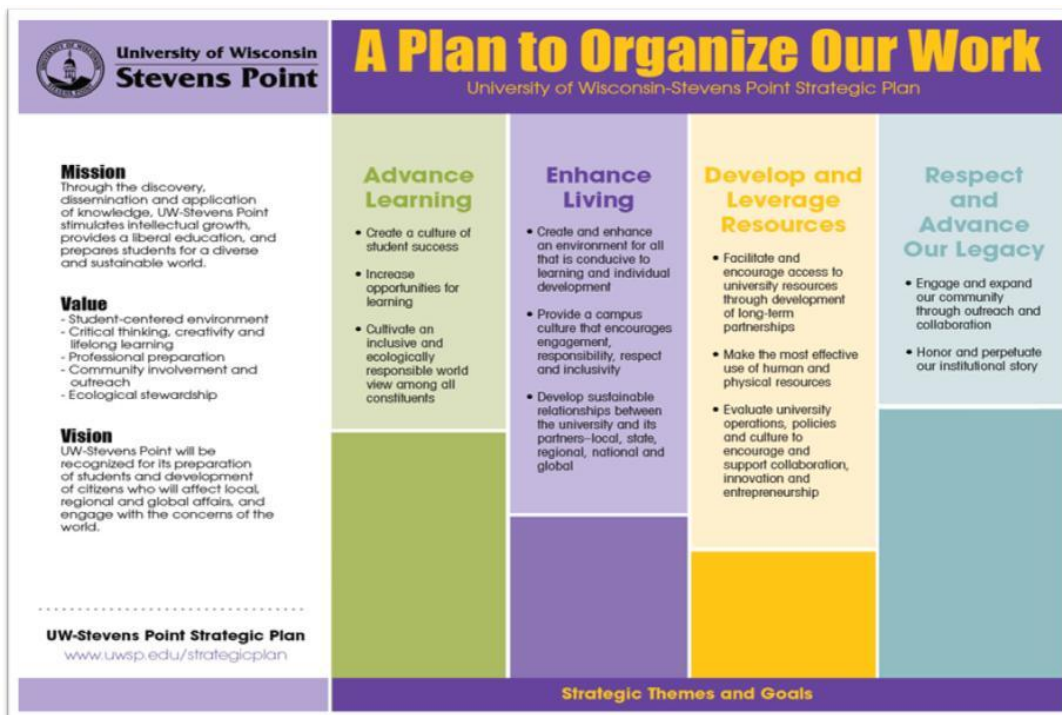 University of Wisconsin
Stevens Point
A Plan to Organize Our Work
University of Wisconsin-Stevens Point Strategic Plan
Mission
Through the discovery,
dissemination and application
of knowledge, UW-Stevens Point
stimulates intellectual growth,
provides a liberal education, and
prepares students for a diverse
and sustainable world.
Value
- Student-centered environment
- Critical thinking, creativity and
lifelong learning
- Professional preparation
- Community involvement and
outreach
- Ecological stewardship
Vision
UW-Stevens Point will be
recognized for its preparation
of students and development
of citizens who will affect local,
regional and global affairs, and
engage with the concerns of the
world.
UW-Stevens Point Strategic Plan
www.uwsp.edu/strategicplan
Advance
Learning
• Create a culture of
student success
• Increase
opportunities for
learning
• Cultivate an
inclusive and
ecologically
responsible world
view among all
constituents
Enhance
Living
• Create and enhance
an environment for all
that is conducive to
learning and individual
development
• Provide a campus
culture that encourages
engagement,
responsibility, respect
and inclusivity
• Develop sustainable
relationships between
the university and its
partners–local, state,
regional, national and
global
Develop and
Leverage
Resources
• Facilitate and
encourage access to
university resources
through development
of long-term
partnerships
• Make the most effective
use of human and
physical resources
• Evaluate university
operations, policies
and culture to
encourage and
support collaboration,
innovation and
entrepreneurship
Respect
and
Advance
Our Legacy
• Engage and expand
our community
through outreach and
collaboration
• Honor and perpetuate
our institutional story
Strategic Themes and Goals